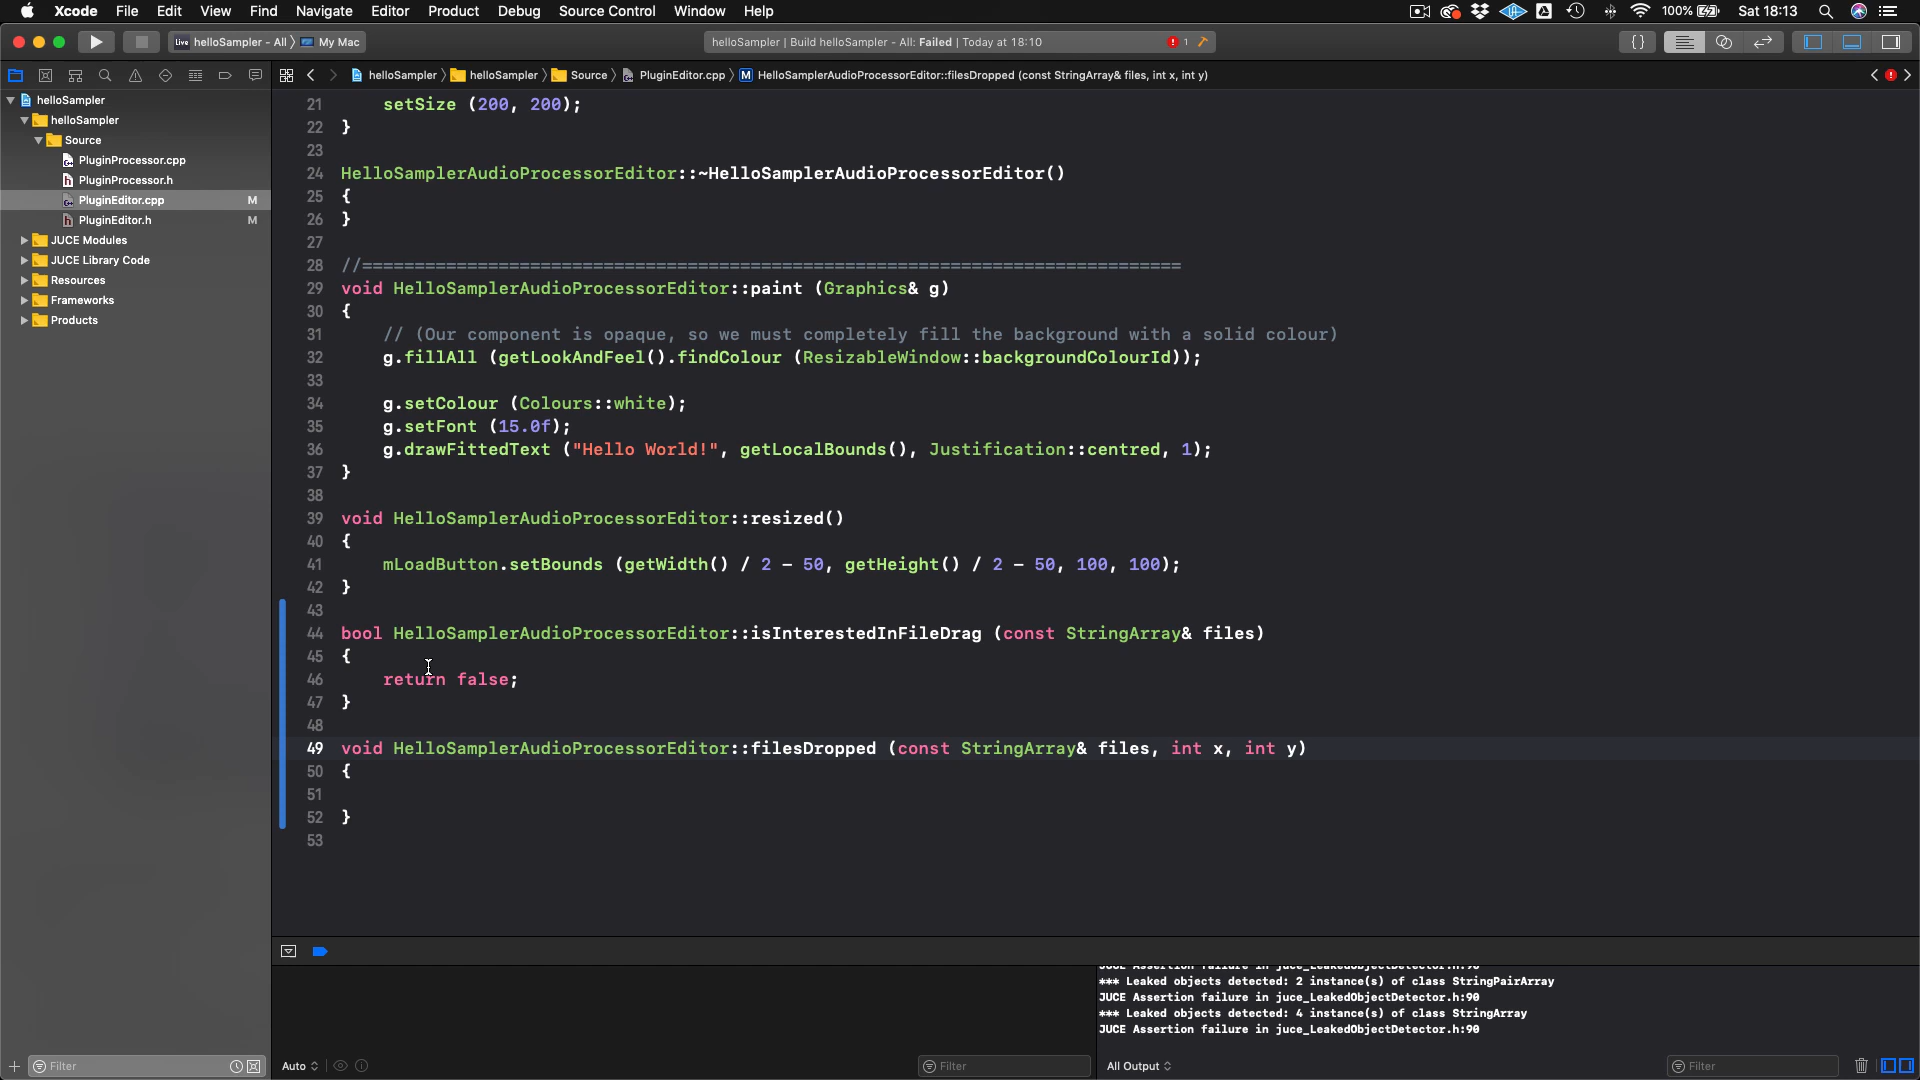 Xcode File Edit View Find Navigate Editor Product Debug Source Control Window Help 100% Sat 18:13
Live helloSampler - All 〉 My Mac
helloSampler | Build helloSampler - All: Failed | Today at 18:10 1
helloSampler 〉 helloSampler 〉 Source 〉 PluginEditor.cpp 〉 M HelloSamplerAudioProcessorEditor::filesDropped (const StringArray& files, int x, int y)
helloSampler
helloSampler
Source
PluginProcessor.cpp
PluginProcessor.h
PluginEditor.cpp M
PluginEditor.h M
JUCE Modules
JUCE Library Code
Resources
Frameworks
Products
21 setSize (200, 200);
22 }
23
24 HelloSamplerAudioProcessorEditor::~HelloSamplerAudioProcessorEditor()
25 {
26 }
27
28 //==============================================================================
29 void HelloSamplerAudioProcessorEditor::paint (Graphics& g)
30 {
31 // (Our component is opaque, so we must completely fill the background with a solid colour)
32 g.fillAll (getLookAndFeel().findColour (ResizableWindow::backgroundColourId));
33
34 g.setColour (Colours::white);
35 g.setFont (15.0f);
36 g.drawFittedText ("Hello World!", getLocalBounds(), Justification::centred, 1);
37 }
38
39 void HelloSamplerAudioProcessorEditor::resized()
40 {
41 mLoadButton.setBounds (getWidth() / 2 - 50, getHeight() / 2 - 50, 100, 100);
42 }
43
44 bool HelloSamplerAudioProcessorEditor::isInterestedInFileDrag (const StringArray& files)
45 {
46 return false;
47 }
48
49 void HelloSamplerAudioProcessorEditor::filesDropped (const StringArray& files, int x, int y)
50 {
51
52 }
53
JUCE Assertion failure in juce_LeakedObjectDetector.h:90
*** Leaked objects detected: 2 instance(s) of class StringPairArray
JUCE Assertion failure in juce_LeakedObjectDetector.h:90
*** Leaked objects detected: 4 instance(s) of class StringArray
JUCE Assertion failure in juce_LeakedObjectDetector.h:90
Filter Auto Filter All Output Filter